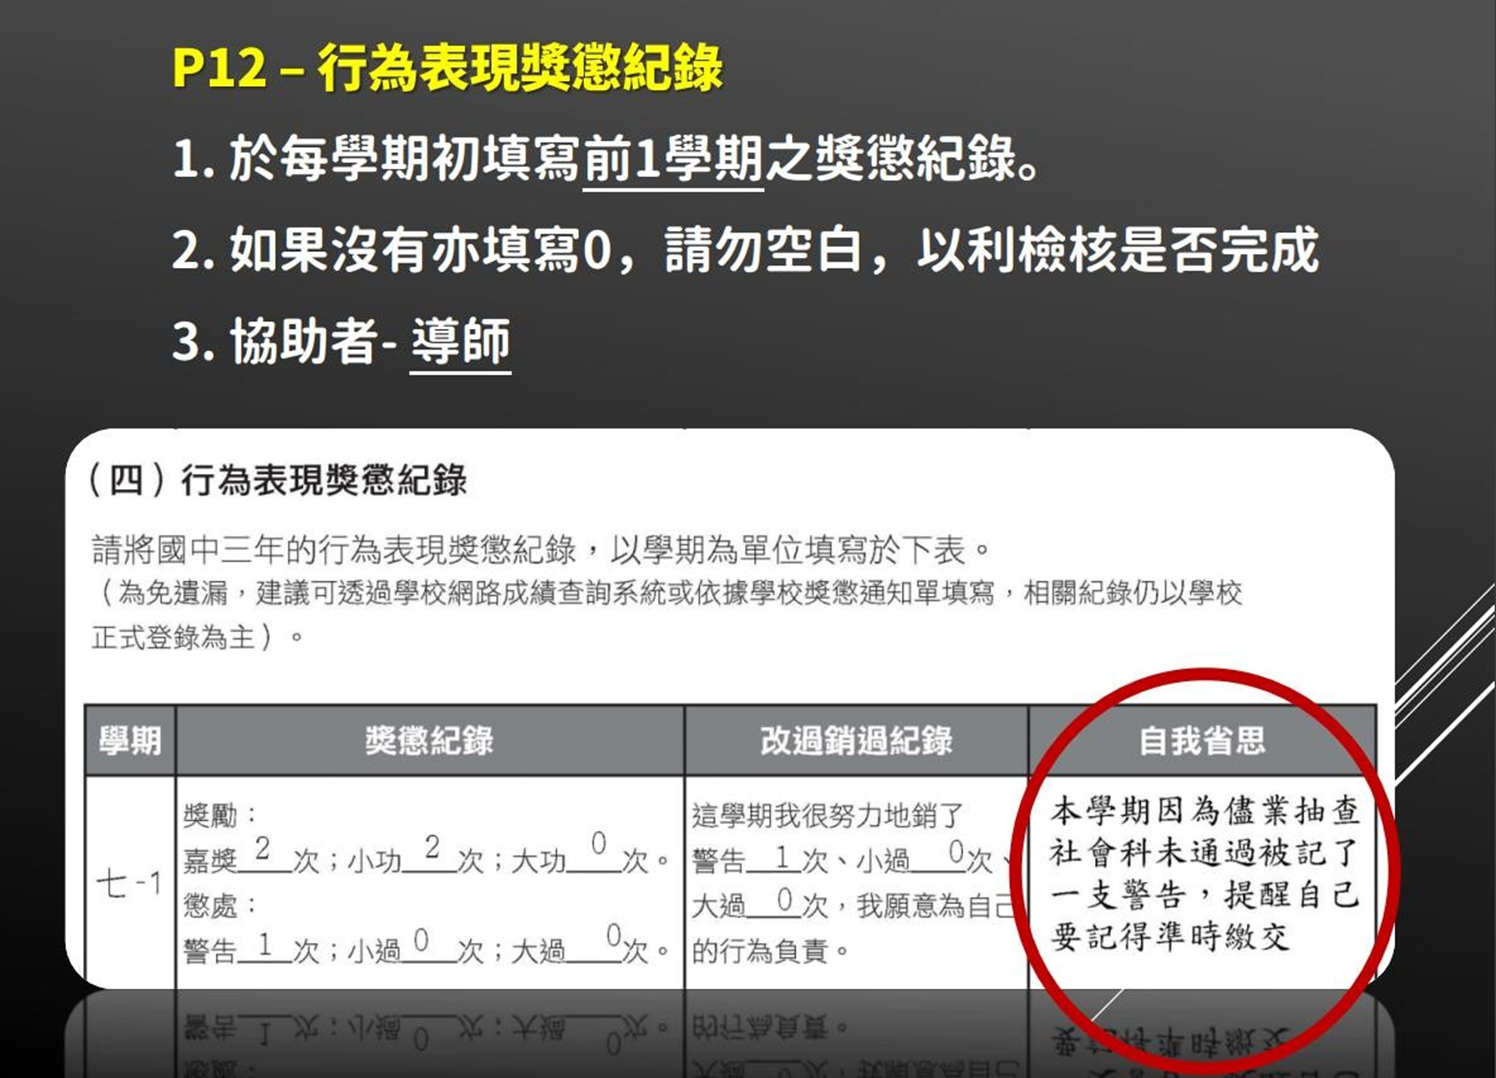 P12 – 行為表現獎懲紀錄
1. 於每學期初填寫前1學期之獎懲紀錄。
2. 如果沒有亦填寫0，請勿空白，以利檢核是否完成
3. 協助者- 導師
（四）行為表現獎懲紀錄
請將國中三年的行為表現獎懲紀錄，以學期為單位填寫於下表。
（為免遺漏，建議可透過學校網路成績查詢系統或依據學校獎懲通知單填寫，相關紀錄仍以學校
正式登錄為主）。
學期
獎懲紀錄
改過銷過紀錄
自我省思
七-1
獎勵：
嘉獎 2 次；小功 2 次；大功 0 次。
懲處：
警告 1 次；小過 0 次；大過 0 次。
這學期我很努力地銷了
警告 1 次、小過 0 次、
大過 0 次，我願意為自己
的行為負責。
本學期因為儘業抽查
社會科未通過被記了
一支警告，提醒自己
要記得準時繳交